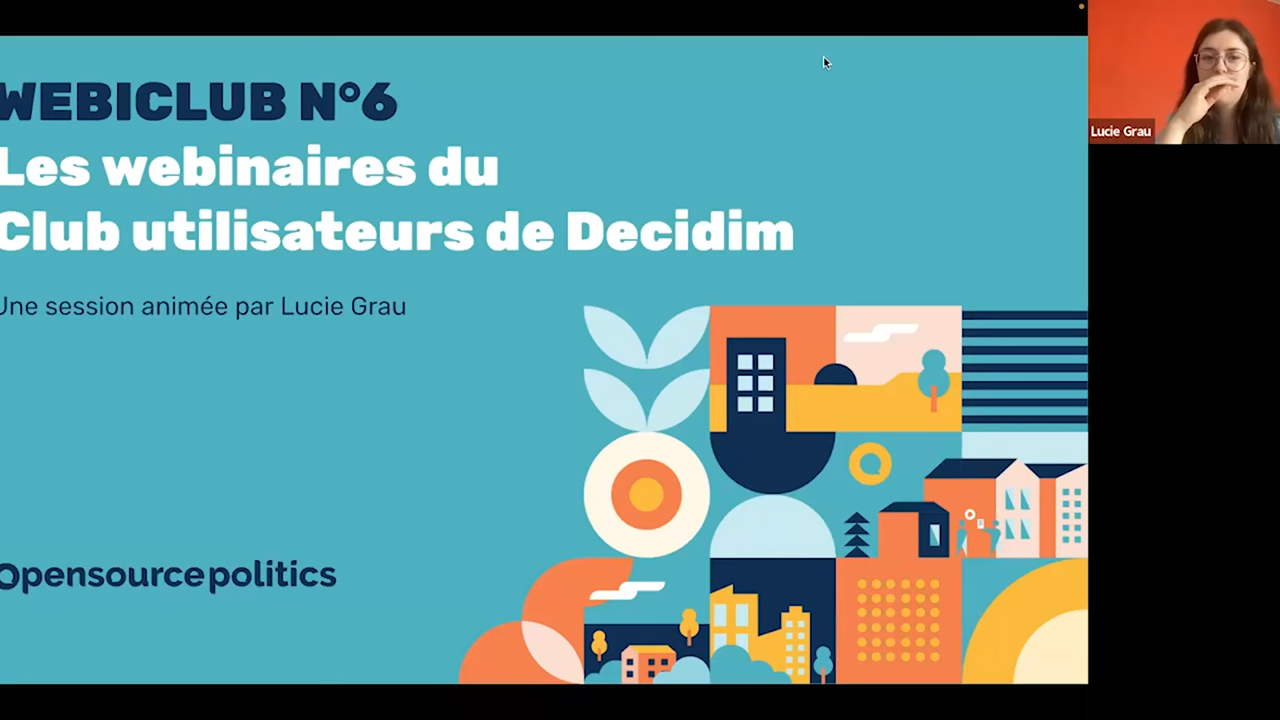 WEBICLUB N°6
Les webinaires du
Club utilisateurs de Decidim
Une session animée par Lucie Grau
Opensourcepolitics
Lucie Grau